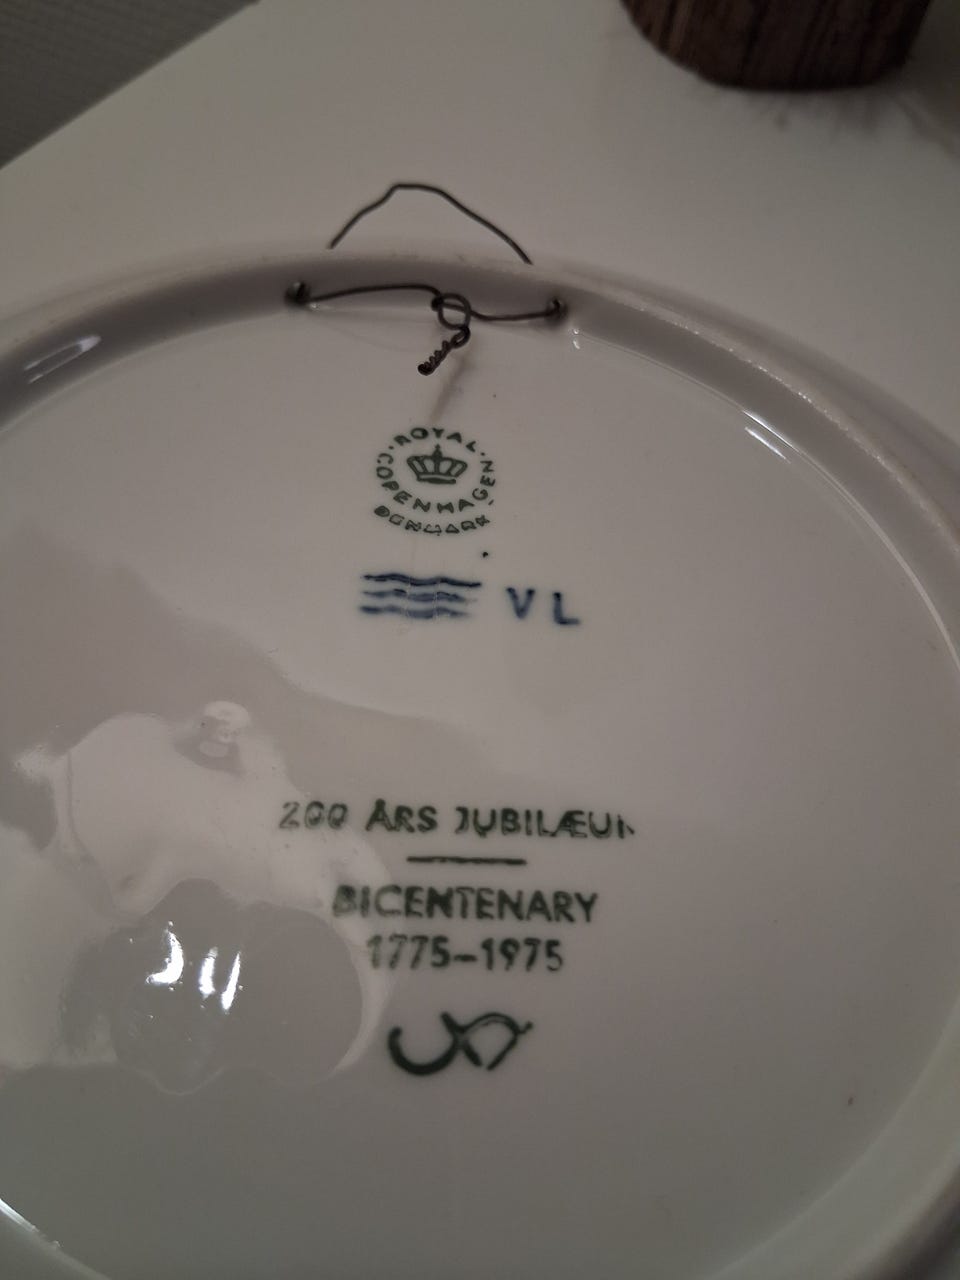 ROYAL
COPENHAGEN
DENMARK
VL
200 ÅRS JUBILÆUM
BICENTENARY
1775-1975